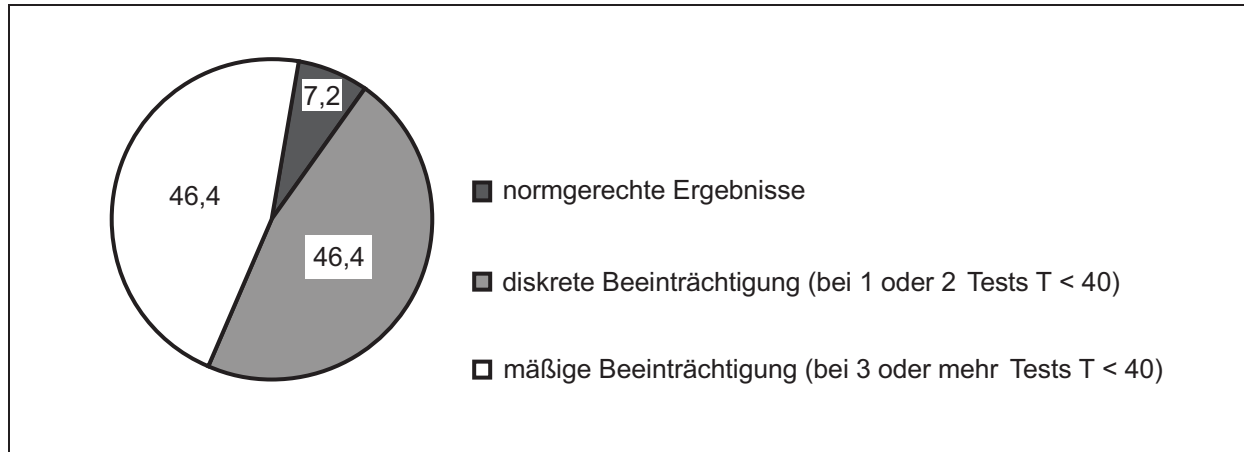 7,2
46,4
46,4
normgerechte Ergebnisse
diskrete Beeinträchtigung (bei 1 oder 2 Tests T < 40)
mäßige Beeinträchtigung (bei 3 oder mehr Tests T < 40)